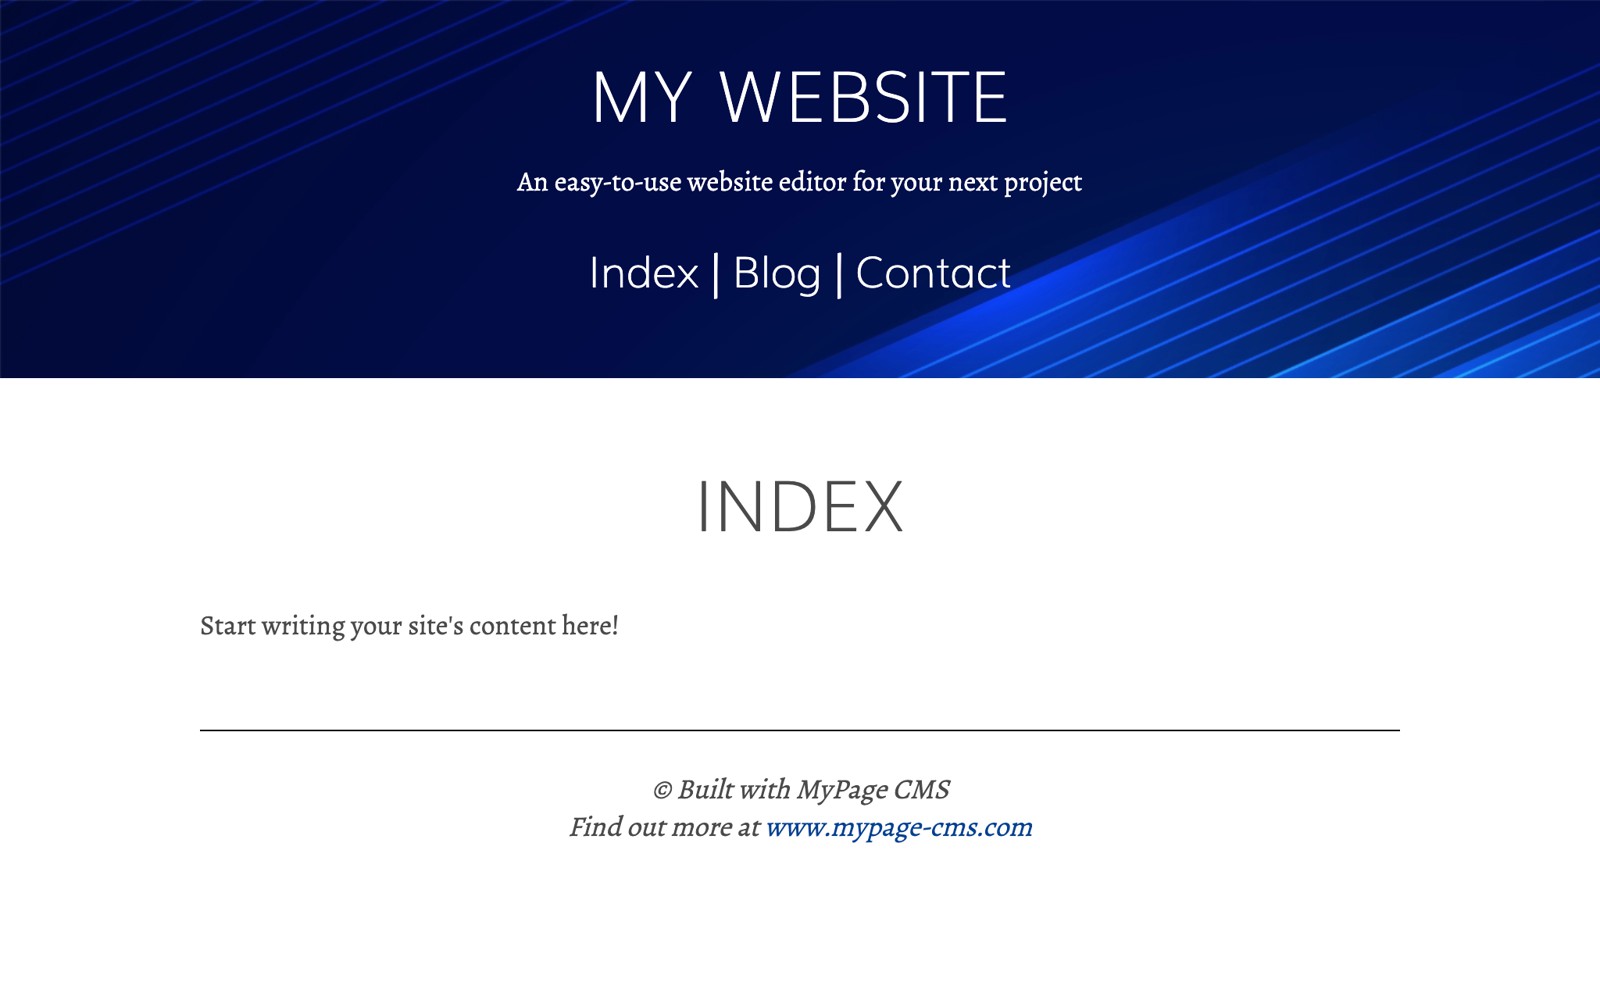 MY WEBSITE
An easy-to-use website editor for your next project
Index | Blog | Contact
INDEX
Start writing your site's content here!
© Built with MyPage CMS
Find out more at www.mypage-cms.com